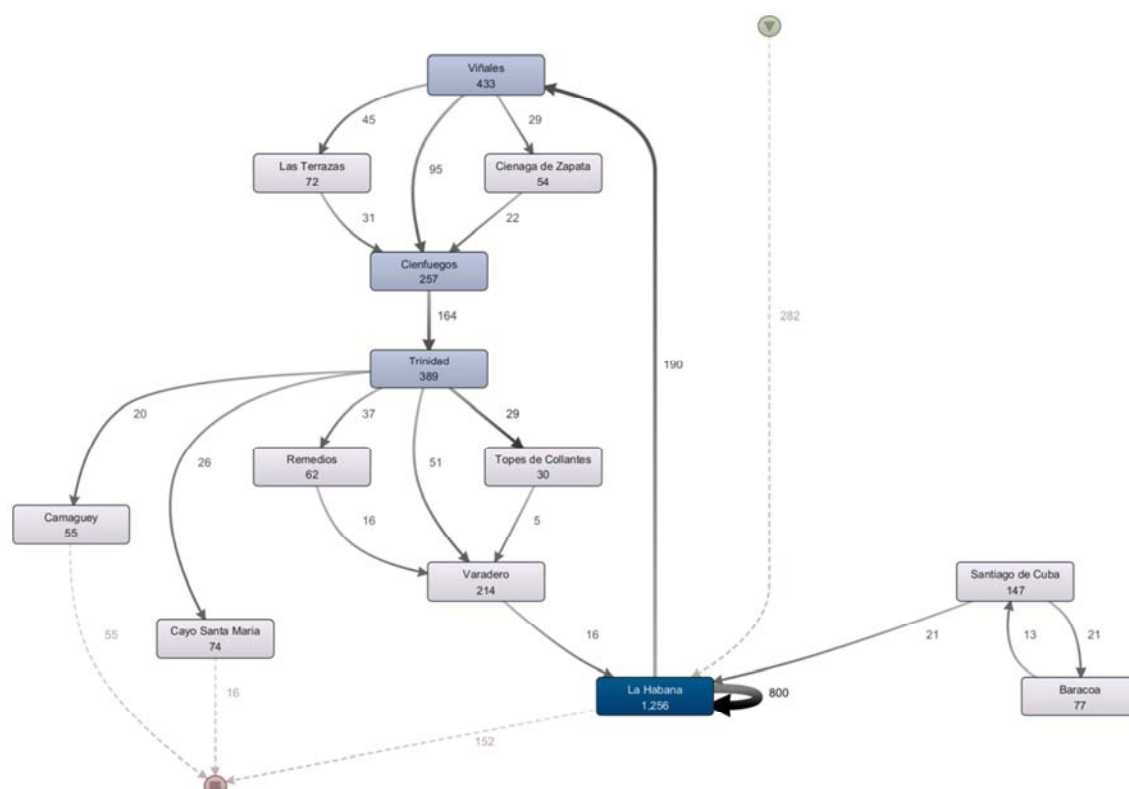 Viñales
433
45
29
Las Terrazas
72
95
Cienaga de Zapata
54
31
22
Cienfuegos
257
164
282
Trinidad
389
190
20
37
29
26
Remedios
62
51
Topes de Collantes
30
Camaguey
55
16
5
Varadero
214
Santiago de Cuba
147
Cayo Santa Maria
74
55
16
16
21
13
21
La Habana
1,256
800
Baracoa
77
152